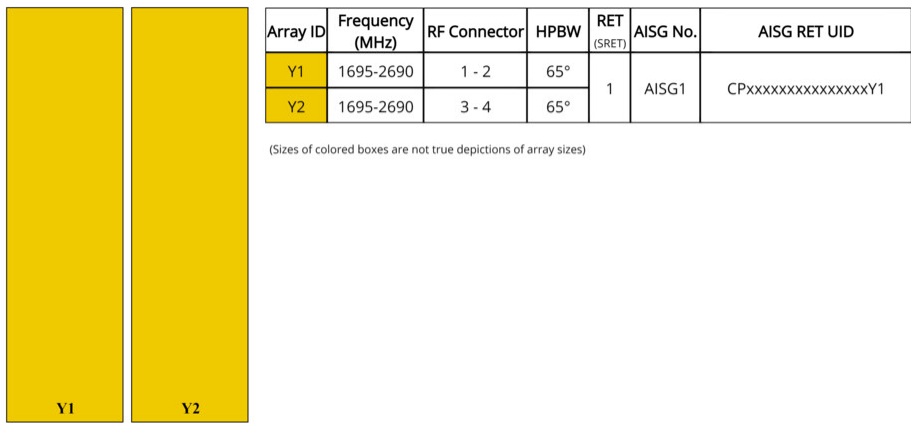 Array ID Frequency (MHz) RF Connector HPBW RET (SRET) AISG No. AISG RET UID
Y1 1695-2690 1 - 2 65° 1 AISG1 CPxxxxxxxxxxxxxxxY1
Y2 1695-2690 3 - 4 65°
(Sizes of colored boxes are not true depictions of array sizes)
Y1 Y2